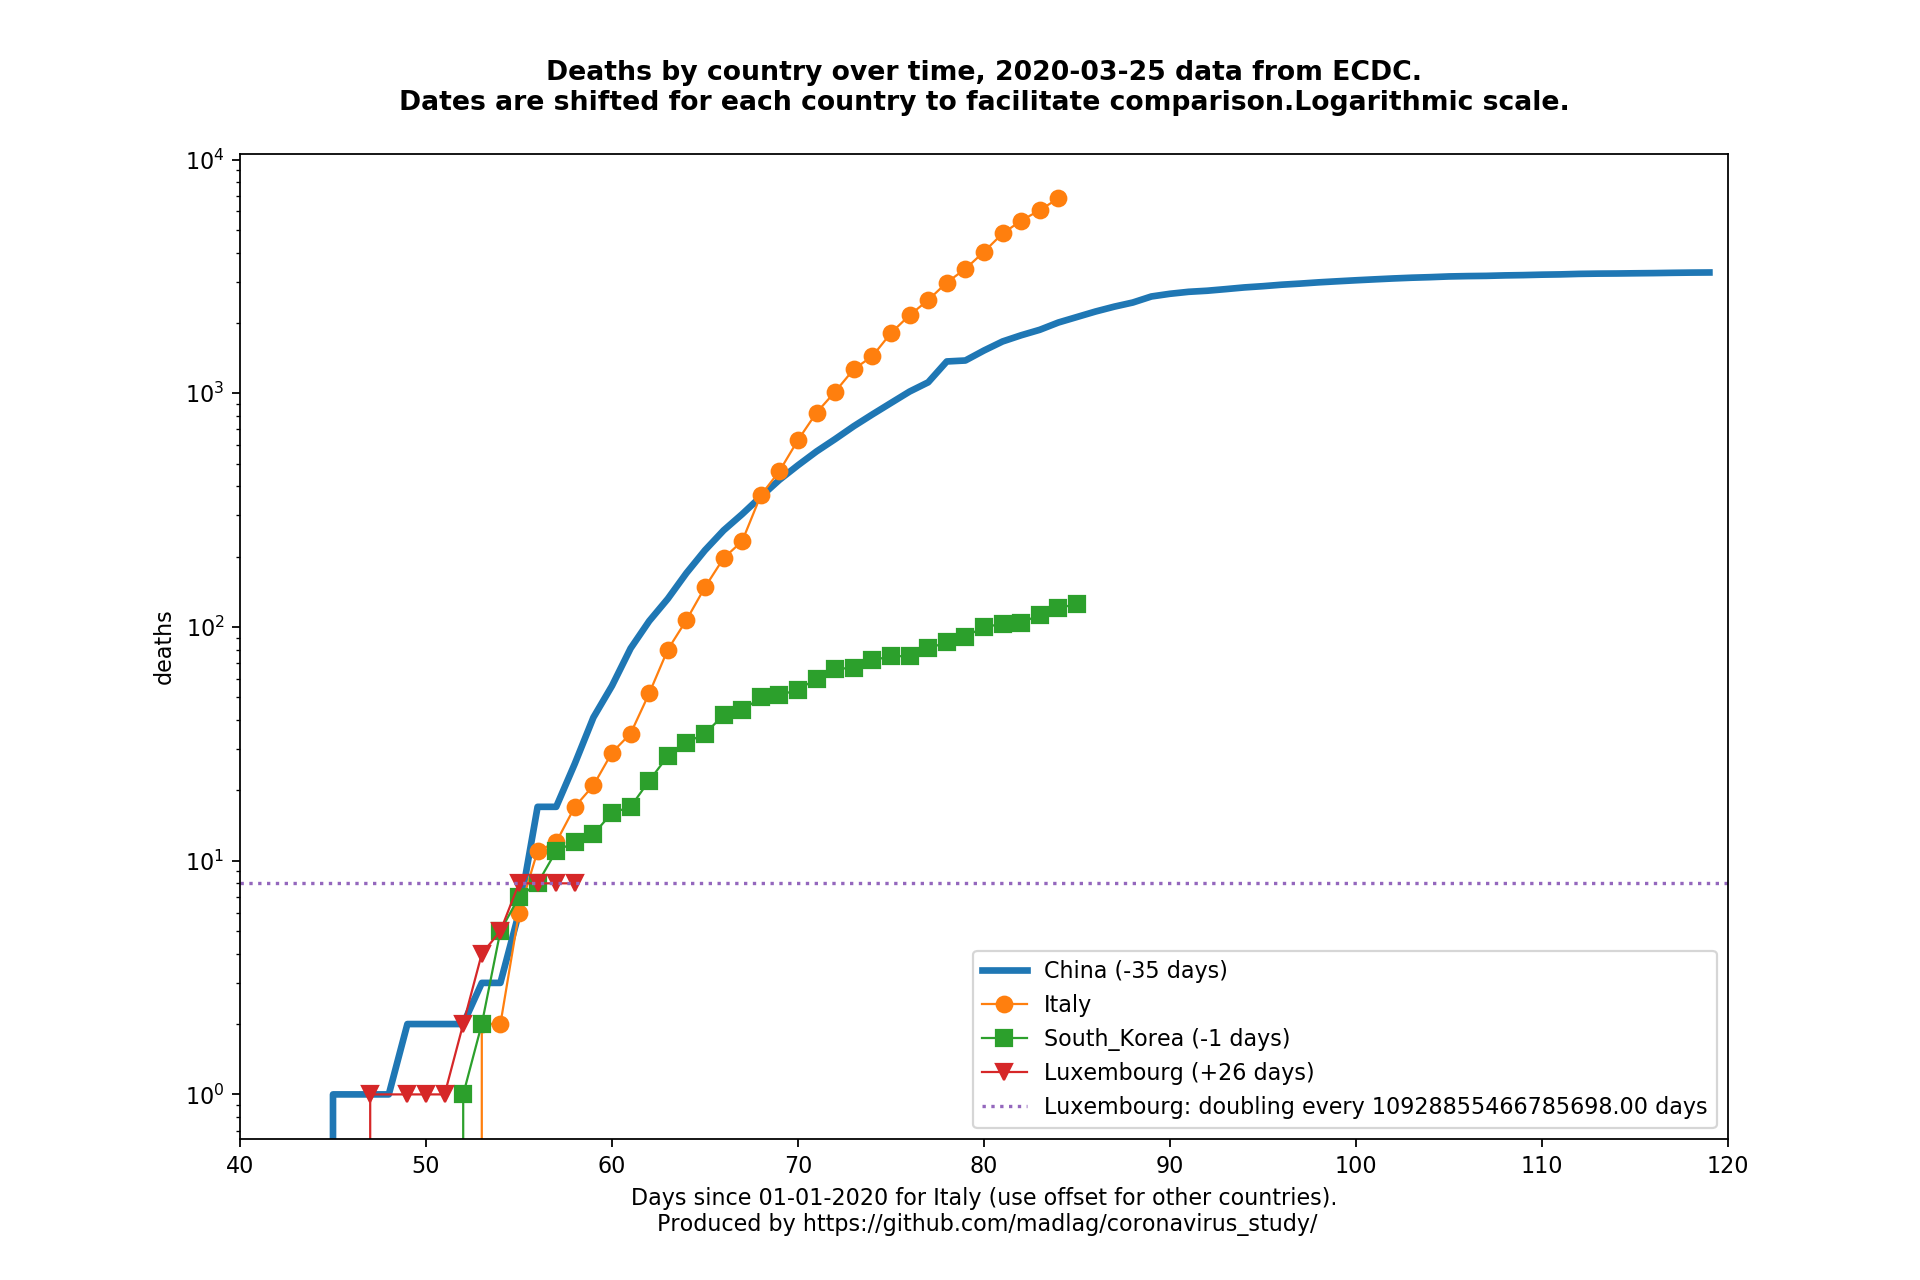 Deaths by country over time, 2020-03-25 data from ECDC.
Dates are shifted for each country to facilitate comparison.Logarithmic scale.
10^4
10^3
10^2
10^1
10^0
deaths
China (-35 days)
Italy
South_Korea (-1 days)
Luxembourg (+26 days)
Luxembourg: doubling every 10928855466785698.00 days
40 50 60 70 80 90 100 110 120
Days since 01-01-2020 for Italy (use offset for other countries).
Produced by https://github.com/madlag/coronavirus_study/